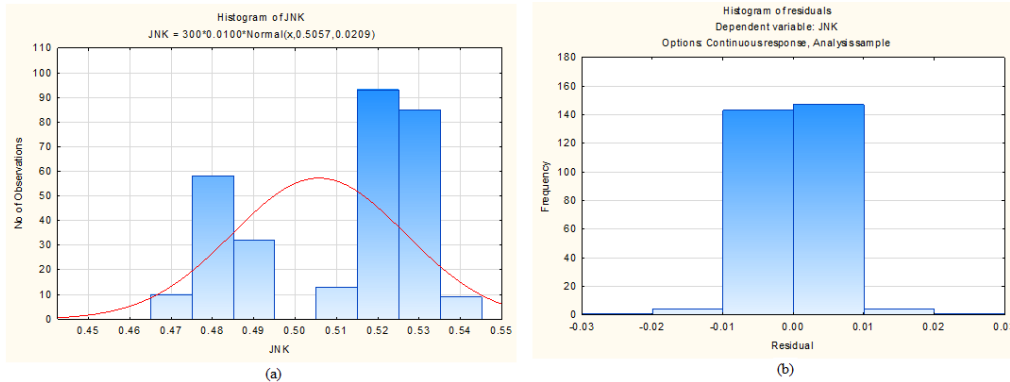 Histogram of JNK
JNK = 300*0.0100*Normal(x,0.5057,0.0209)
110
100
90
80
70
60
50
40
30
20
10
0
No of Observations
0.45 0.46 0.47 0.48 0.49 0.50 0.51 0.52 0.53 0.54 0.55
JNK
(a)
Histogram of residuals
Dependent variable: JNK
Options: Continuous response, Analysis sample
180
160
140
120
100
80
60
40
20
0
Frequency
-0.03 -0.02 -0.01 0.00 0.01 0.02 0.03
Residual
(b)